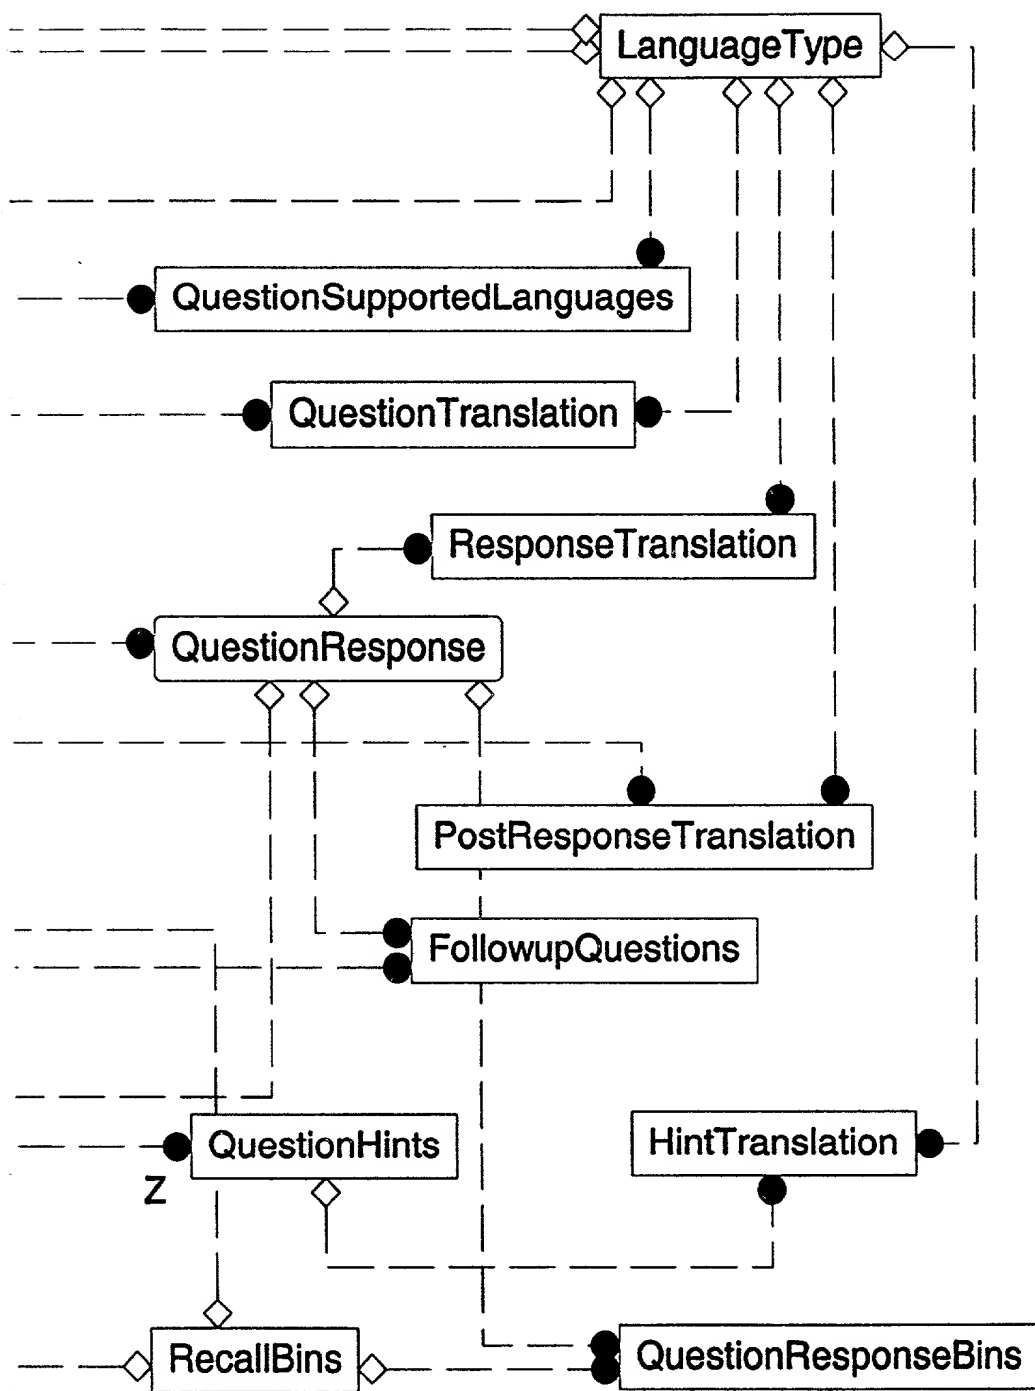 LanguageType
QuestionSupportedLanguages
QuestionTranslation
ResponseTranslation
QuestionResponse
PostResponseTranslation
FollowupQuestions
QuestionHints
HintTranslation
Z
RecallBins
QuestionResponseBins